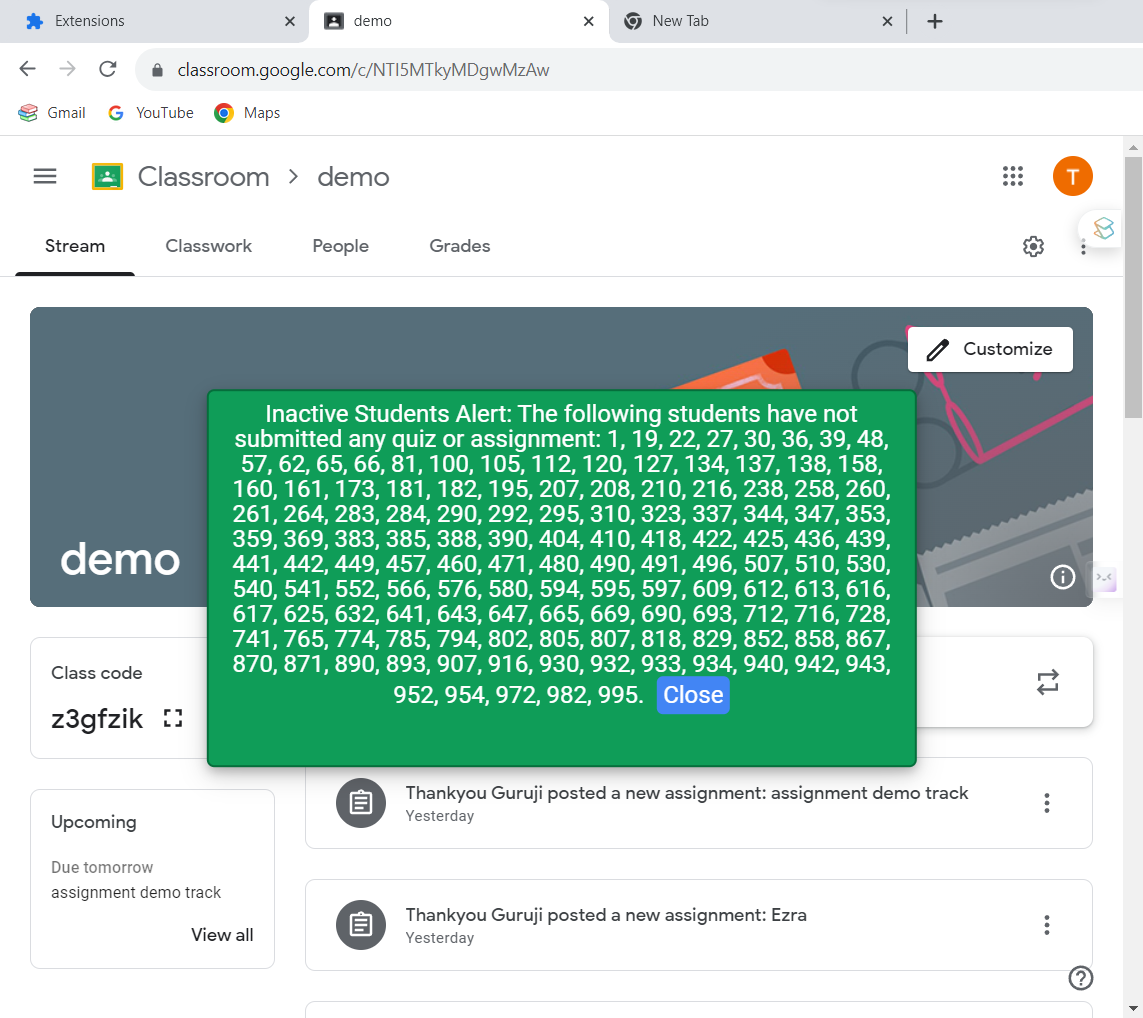 Extensions
demo
New Tab
classroom.google.com/c/NTI5MTkyMDgwMzAw
Gmail
YouTube
Maps
Classroom > demo
T
Stream
Classwork
People
Grades
Customize
Inactive Students Alert: The following students have not
submitted any quiz or assignment: 1, 19, 22, 27, 30, 36, 39, 48,
57, 62, 65, 66, 81, 100, 105, 112, 120, 127, 134, 137, 138, 158,
160, 161, 173, 181, 182, 195, 207, 208, 210, 216, 238, 258, 260,
261, 264, 283, 284, 290, 292, 295, 310, 323, 337, 344, 347, 353,
359, 369, 383, 385, 388, 390, 404, 410, 418, 422, 425, 436, 439,
441, 442, 449, 457, 460, 471, 480, 490, 491, 496, 507, 510, 530,
540, 541, 552, 566, 576, 580, 594, 595, 597, 609, 612, 613, 616,
617, 625, 632, 641, 643, 647, 665, 669, 690, 693, 712, 716, 728,
741, 765, 774, 785, 794, 802, 805, 807, 818, 829, 852, 858, 867,
870, 871, 890, 893, 907, 916, 930, 932, 933, 934, 940, 942, 943,
952, 954, 972, 982, 995. Close
demo
Class code
z3gfzik
Thankyou Guruji posted a new assignment: assignment demo track
Yesterday
Upcoming
Due tomorrow
assignment demo track
View all
Thankyou Guruji posted a new assignment: Ezra
Yesterday